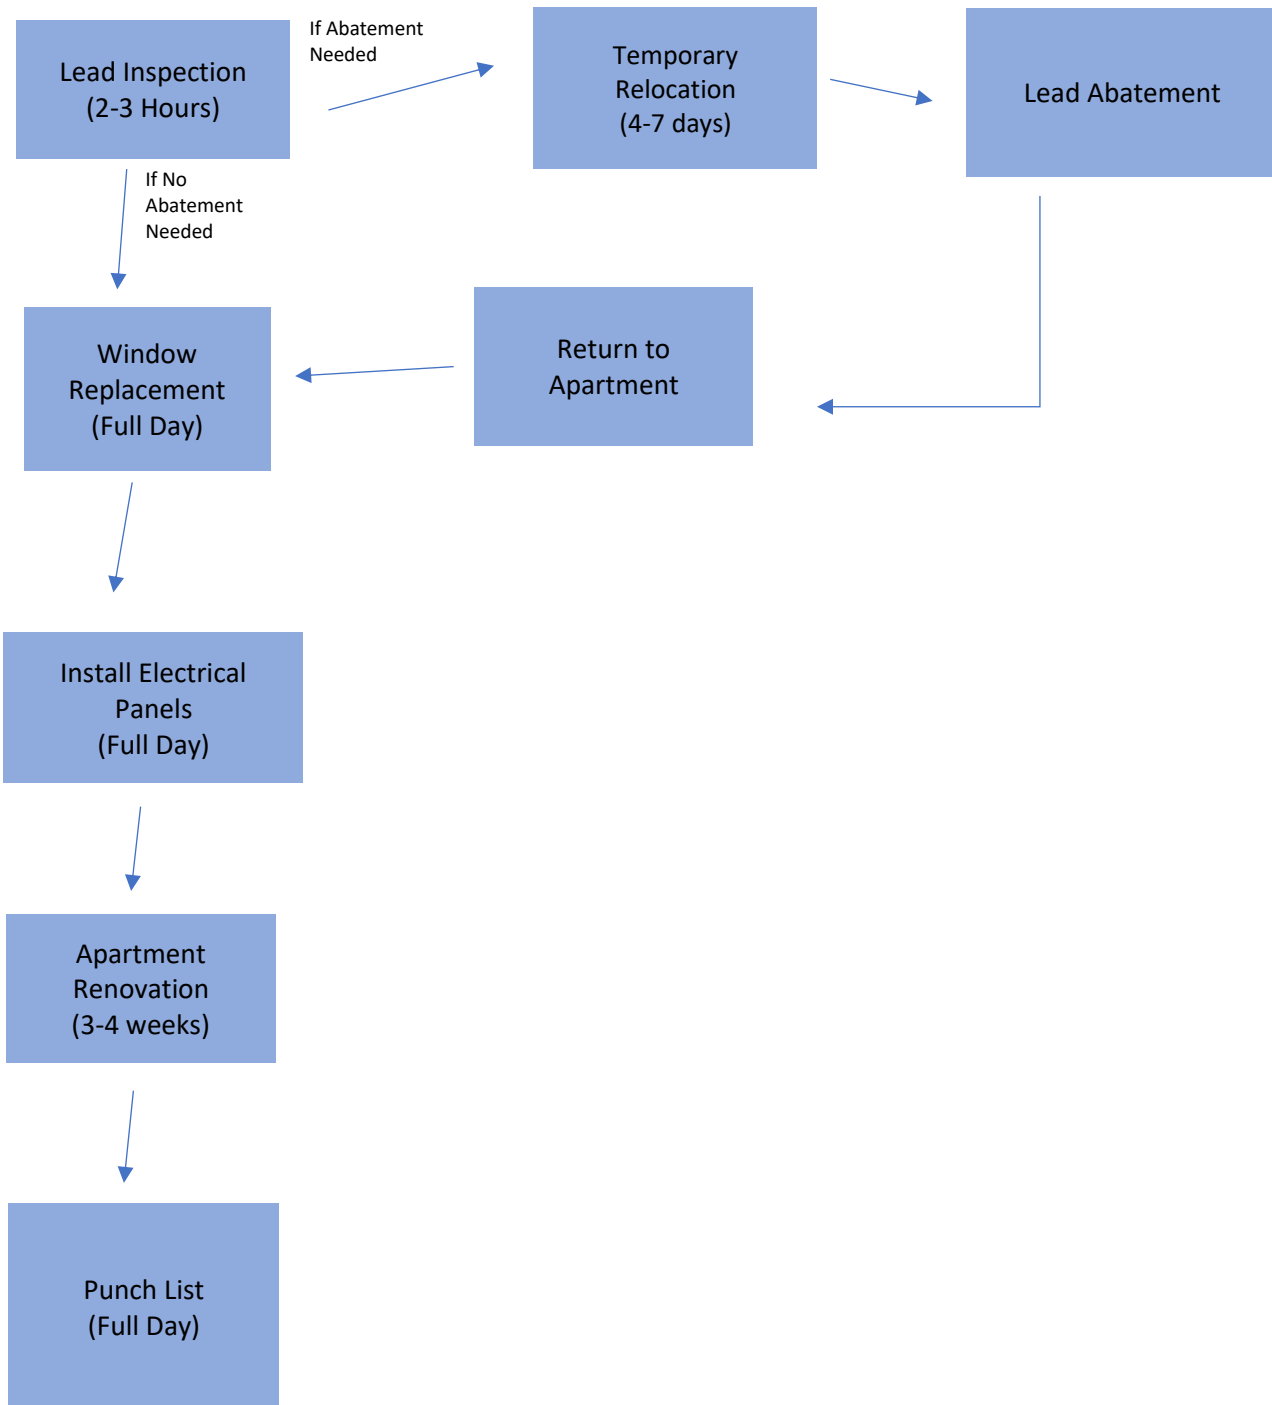 Lead Inspection
(2-3 Hours)
If Abatement
Needed
Temporary
Relocation
(4-7 days)
Lead Abatement
If No
Abatement
Needed
Window
Replacement
(Full Day)
Return to
Apartment
Install Electrical
Panels
(Full Day)
Apartment
Renovation
(3-4 weeks)
Punch List
(Full Day)